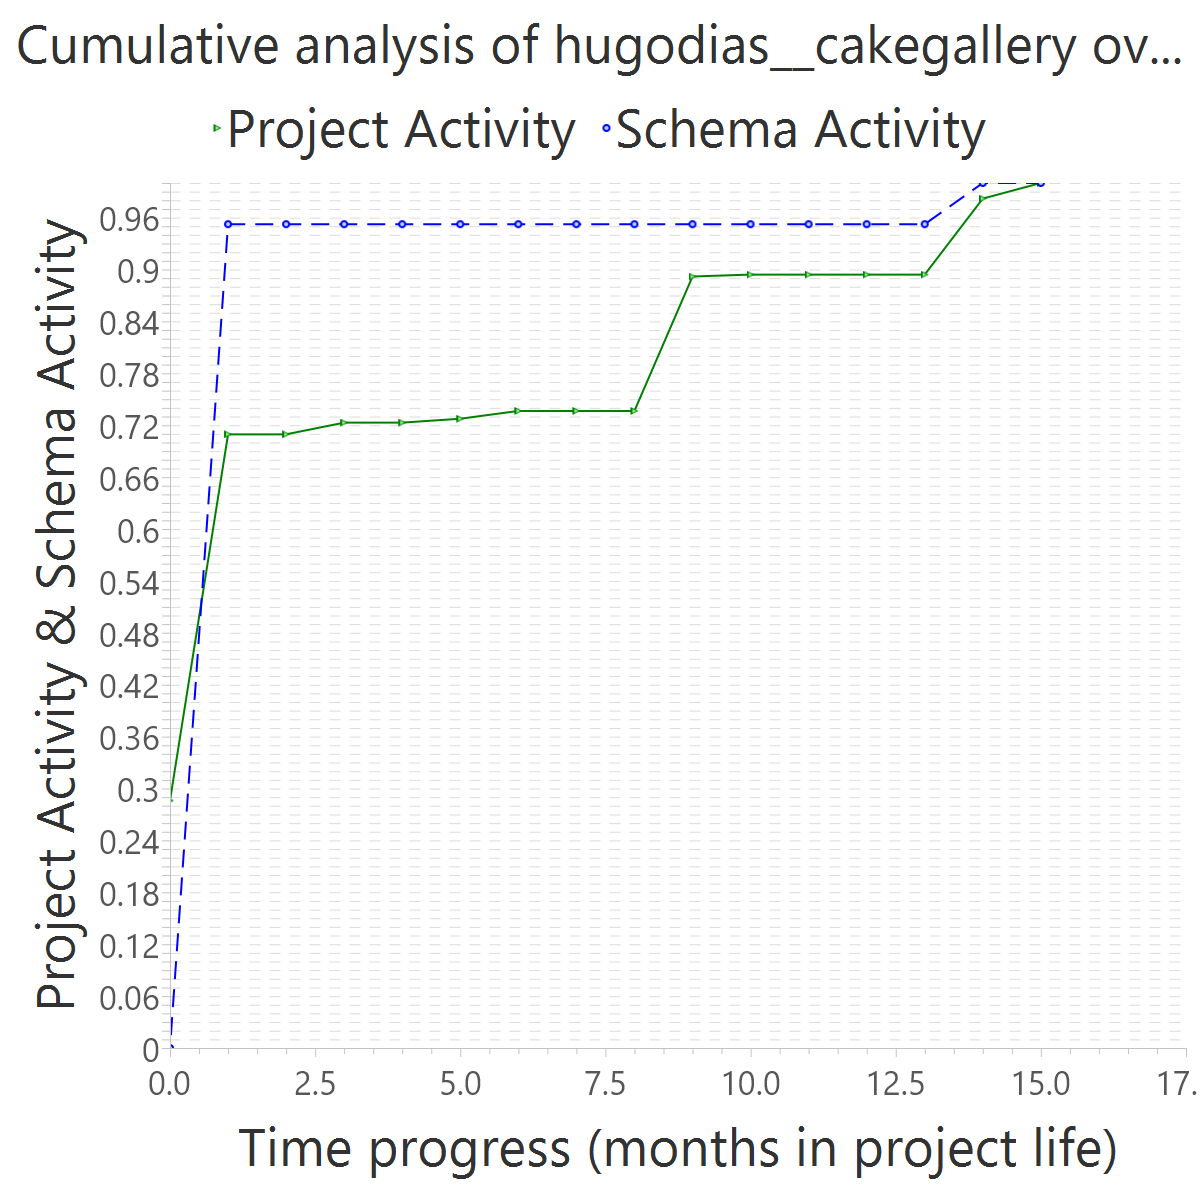 Cumulative analysis of hugodias__cakegallery ov...
Project Activity
Schema Activity
Project Activity & Schema Activity
0.96
0.9
0.84
0.78
0.72
0.66
0.6
0.54
0.48
0.42
0.36
0.3
0.24
0.18
0.12
0.06
0
0.0 2.5 5.0 7.5 10.0 12.5 15.0 17.
Time progress (months in project life)